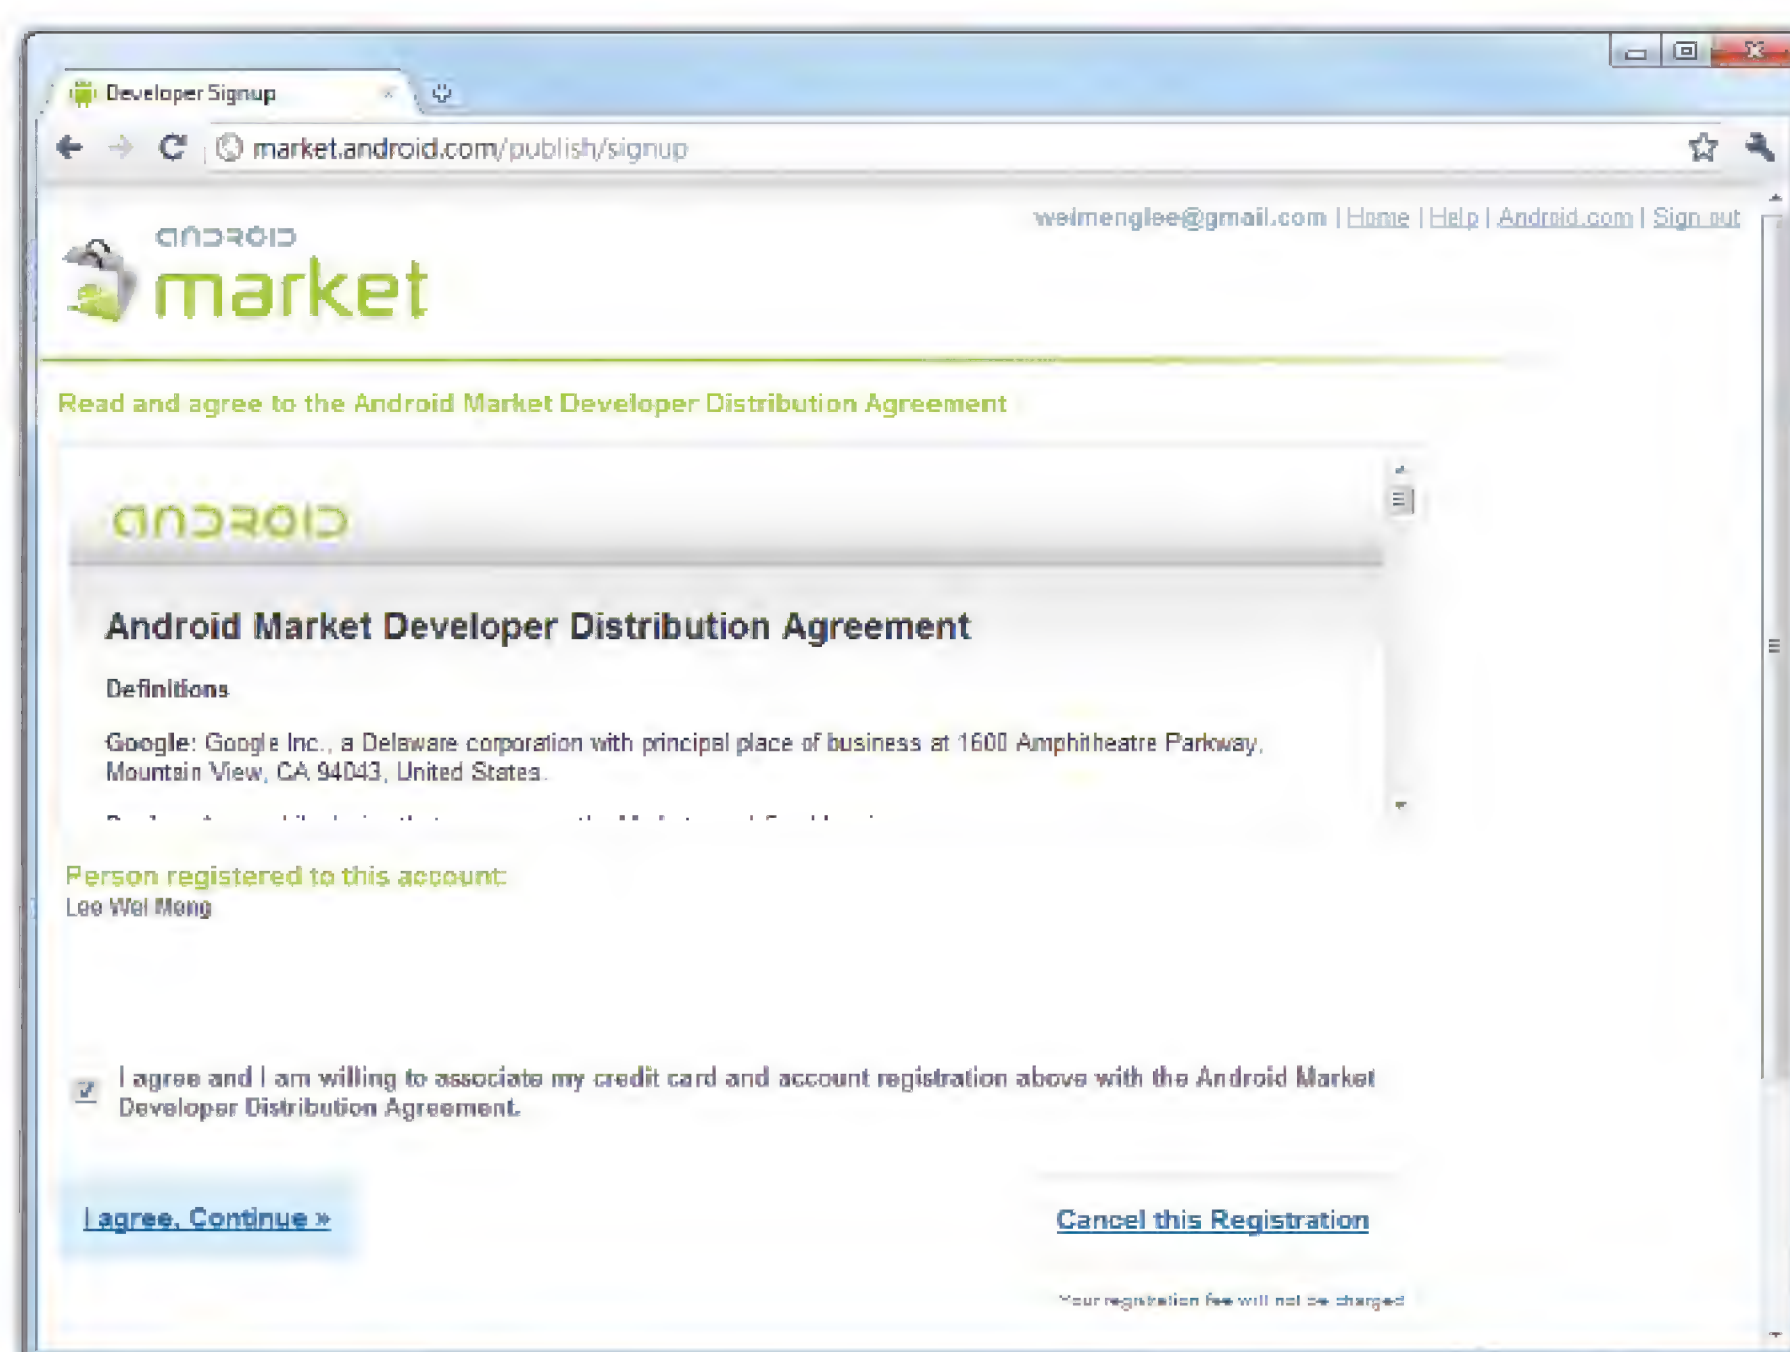 Developer Signup
market.android.com/publish/signup
weimenglee@gmail.com | Home | Help | Android.com | Sign out
android
market
Read and agree to the Android Market Developer Distribution Agreement
android
Android Market Developer Distribution Agreement
Definitions
Google: Google Inc., a Delaware corporation with principal place of business at 1600 Amphitheatre Parkway,
Mountain View, CA 94043, United States.
Person registered to this account:
Lee Wei Meng
I agree and I am willing to associate my credit card and account registration above with the Android Market
Developer Distribution Agreement.
I agree, Continue »
Cancel this Registration
Your registration fee will not be charged